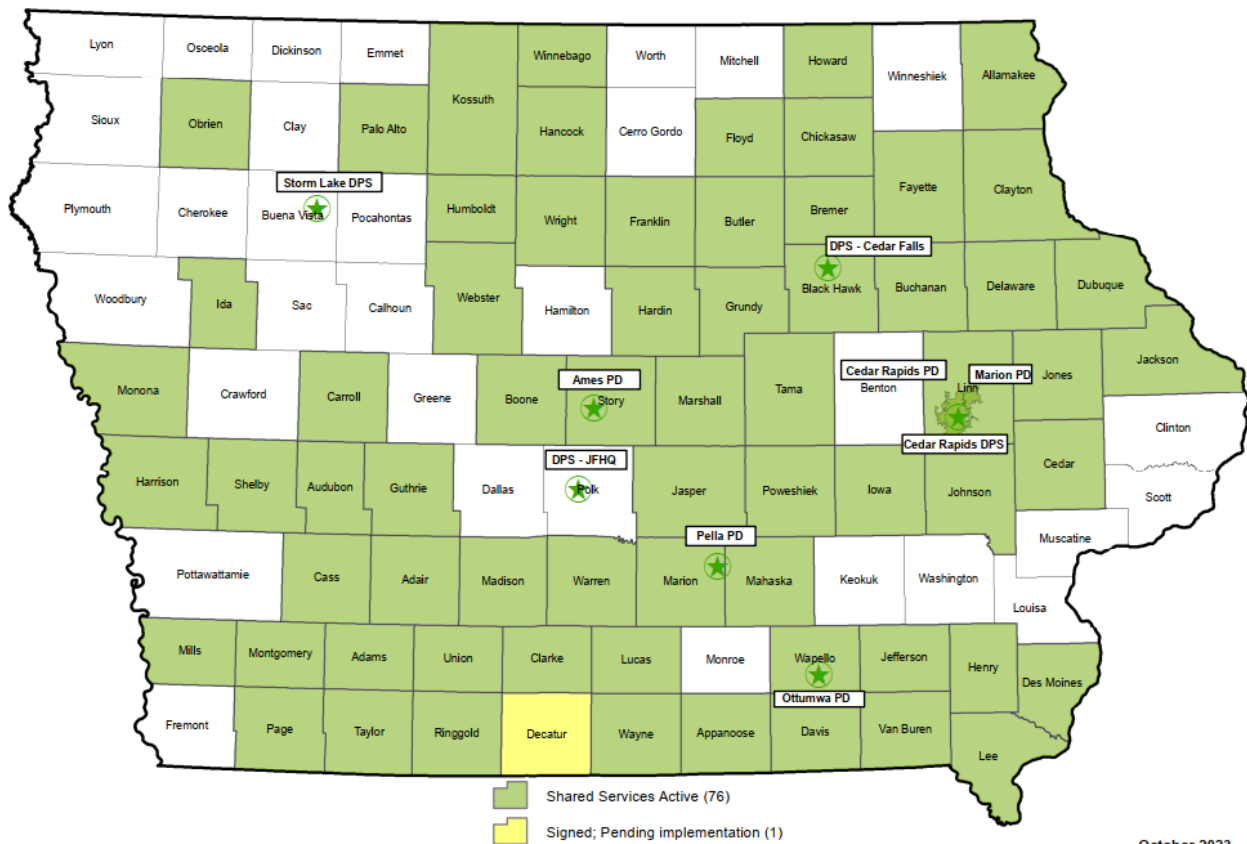 Lyon
Osceola
Dickinson
Emmet
Kossuth
Winnebago
Worth
Mitchell
Howard
Winneshiek
Allamakee
Sioux
Obrien
Clay
Palo Alto
Hancock
Cerro Gordo
Floyd
Chickasaw
Fayette
Clayton
Storm Lake DPS
Plymouth
Cherokee
Buena Vista
Pocahontas
Humboldt
Wright
Franklin
Butler
Bremer
DPS - Cedar Falls
Woodbury
Ida
Sac
Calhoun
Webster
Hamilton
Hardin
Grundy
Black Hawk
Buchanan
Delaware
Dubuque
Monona
Crawford
Carroll
Greene
Boone
Ames PD
Story
Marshall
Tama
Cedar Rapids PD
Benton
Linn
Marion PD
Jones
Jackson
Cedar Rapids DPS
Clinton
Harrison
Shelby
Audubon
Guthrie
Dallas
DPS - JFHQ
Polk
Jasper
Poweshiek
Iowa
Johnson
Cedar
Scott
Muscatine
Pottawattamie
Cass
Adair
Madison
Warren
Pella PD
Marion
Mahaska
Keokuk
Washington
Louisa
Mills
Montgomery
Adams
Union
Clarke
Lucas
Monroe
Wapello
Jefferson
Henry
Des Moines
Ottumwa PD
Fremont
Page
Taylor
Ringgold
Decatur
Wayne
Appanoose
Davis
Van Buren
Lee
Shared Services Active (76)
Signed; Pending implementation (1)
October 2023